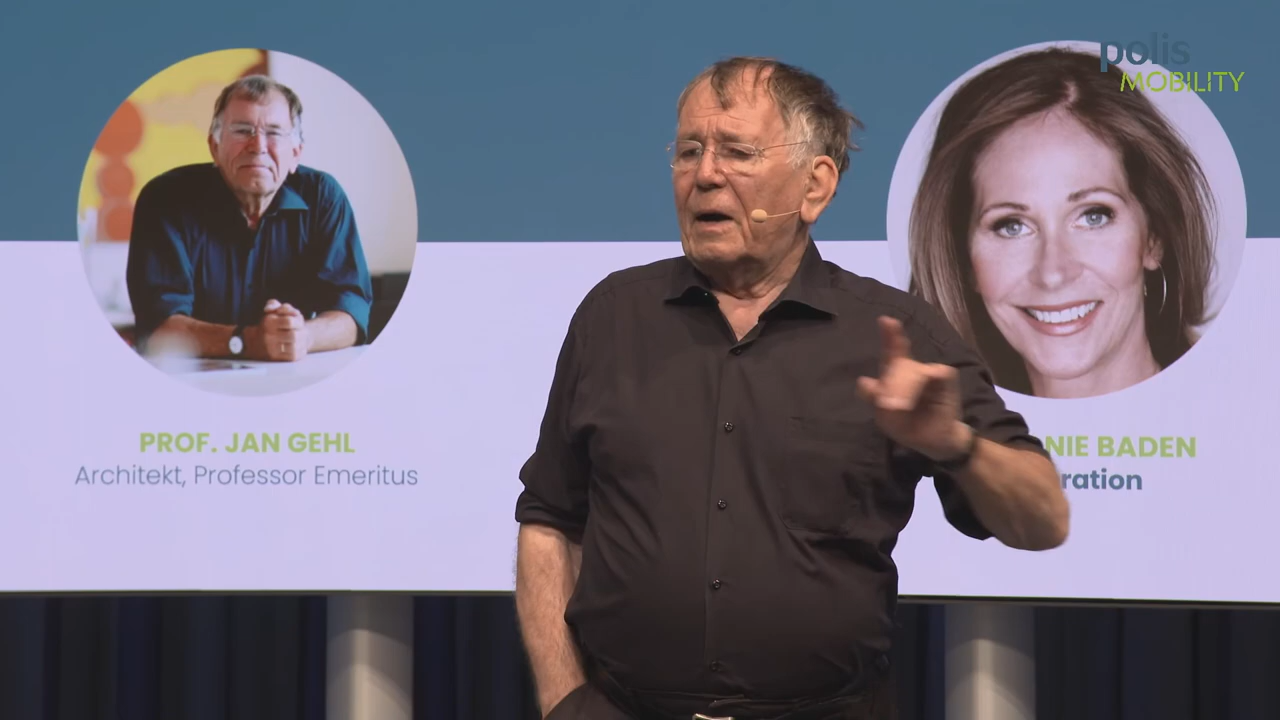 polis
MOBILITY
PROF. JAN GEHL
Architekt, Professor Emeritus
NIE BADEN
ration